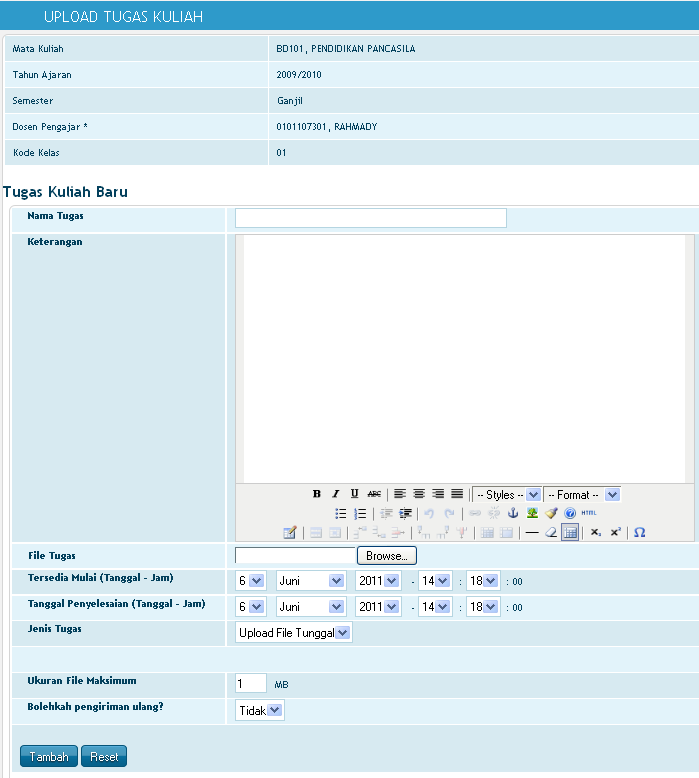 UPLOAD TUGAS KULIAH
Mata Kuliah BD101, PENDIDIKAN PANCASILA
Tahun Ajaran 2009/2010
Semester Ganjil
Dosen Pengajar * 0101107301, RAHMADY
Kode Kelas 01
Tugas Kuliah Baru
Nama Tugas
Keterangan
B I U ABC -- Styles -- -- Format --
HTML
x₂ x² Ω
File Tugas Browse...
Tersedia Mulai (Tanggal - Jam) 6 Juni 2011 - 14 : 18 : 00
Tanggal Penyelesaian (Tanggal - Jam) 6 Juni 2011 - 14 : 18 : 00
Jenis Tugas Upload File Tunggal
Ukuran File Maksimum 1 MB
Bolehkah pengiriman ulang? Tidak
Tambah Reset